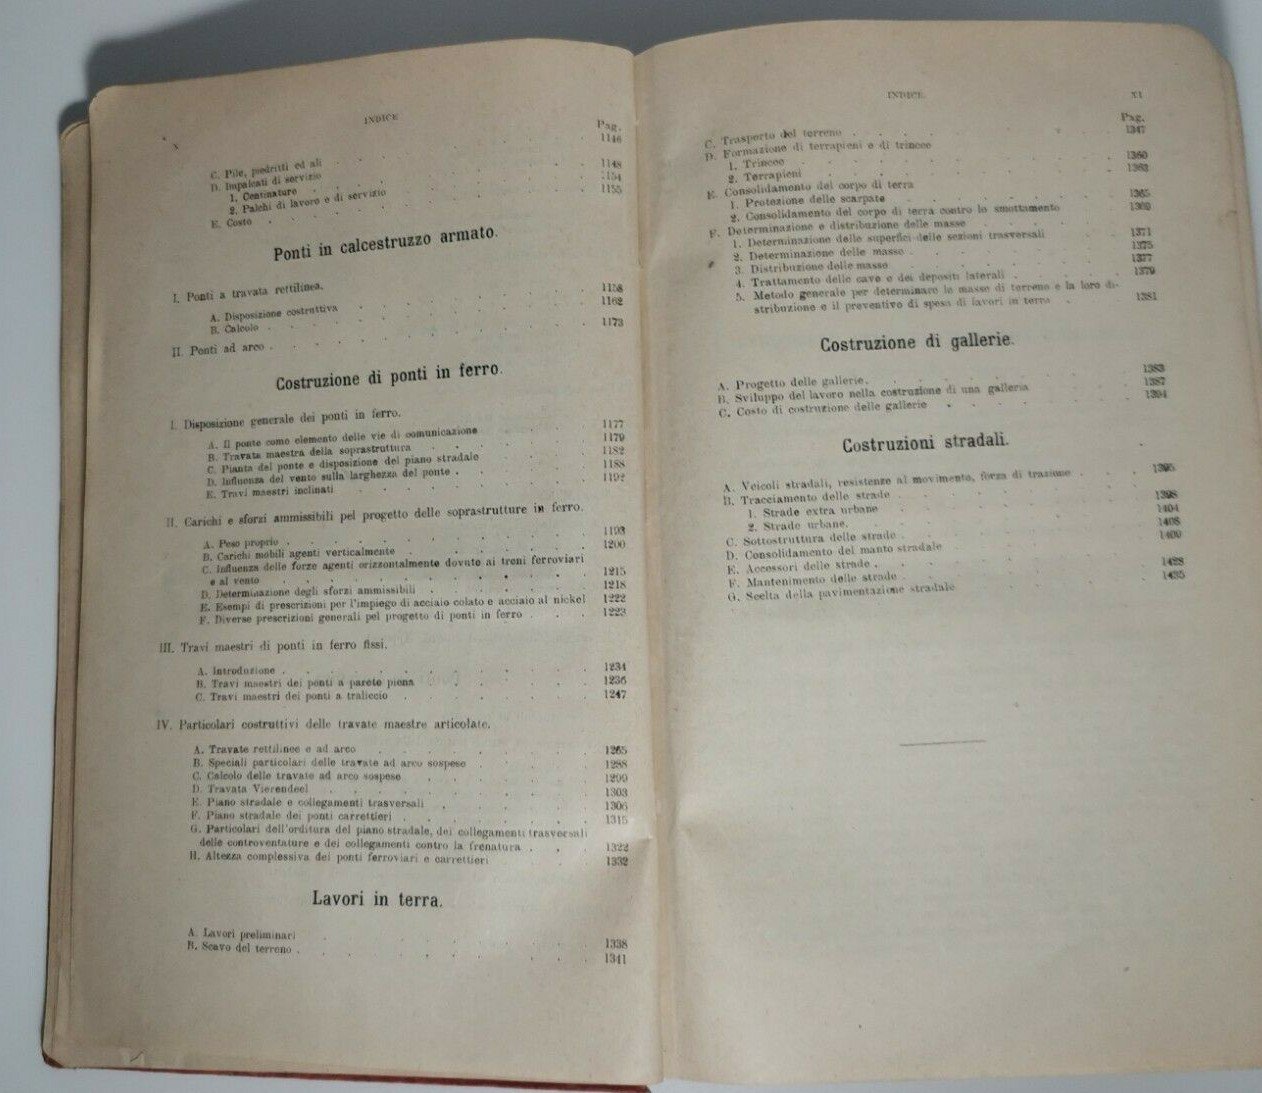 INDICE
Pag.
C. Pile, piedritti ed ali . . . 1146
D. Impalcati di servizio
1. Centinature . . . 1148
2. Palchi di lavoro e di servizio . . . 1154
E. Costo . . . 1155
Ponti in calcestruzzo armato.
I. Ponti a travata rettilinea.
A. Disposizione costruttiva . . . 1158
B. Calcolo . . . 1162
II. Ponti ad arco . . . 1173
Costruzione di ponti in ferro.
I. Disposizione generale dei ponti in ferro.
A. Il ponte come elemento delle vie di comunicazione . . . 1177
B. Travata maestra della soprastruttura . . . 1179
C. Pianta del ponte e disposizione del piano stradale . . . 1182
D. Influenza del vento sulla larghezza del ponte . . . 1188
E. Travi maestri inclinati . . . 1192
II. Carichi e sforzi ammissibili pel progetto delle soprastrutture in ferro.
A. Peso proprio . . . 1193
B. Carichi mobili agenti verticalmente . . . 1200
C. Influenza delle forze agenti orizzontalmente dovute ai treni ferroviari
e al vento . . . 1215
D. Determinazione degli sforzi ammissibili . . . 1218
E. Esempi di prescrizioni per l'impiego di acciaio colato e acciaio al nickel 1222
F. Diverse prescrizioni generali pel progetto di ponti in ferro . . . 1223
III. Travi maestri di ponti in ferro fissi.
A. Introduzione . . . 1234
B. Travi maestri dei ponti a parete piena . . . 1236
C. Travi maestri dei ponti a traliccio . . . 1247
IV. Particolari costruttivi delle travate maestre articolate.
A. Travate rettilinee e ad arco . . . 1265
B. Speciali particolari delle travate ad arco sospese . . . 1288
C. Calcolo delle travate ad arco sospese . . . 1290
D. Travata Vierendeel . . . 1303
E. Piano stradale e collegamenti trasversali . . . 1306
F. Piano stradale dei ponti carrettieri . . . 1315
G. Particolari dell'orditura del piano stradale, dei collegamenti trasversali
delle controventature e dei collegamenti contro la frenatura . . . 1322
H. Altezza complessiva dei ponti ferroviari e carrettieri . . . 1332
Lavori in terra.
A. Lavori preliminari . . . 1338
B. Scavo del terreno . . . 1341
INDICE XI
Pag.
C. Trasporto del terreno . . . 1347
D. Formazione di terrapieni e di trincee
1. Trincee . . . 1360
2. Terrapieni . . . 1363
E. Consolidamento del corpo di terra
1. Protezione delle scarpate . . . 1365
2. Consolidamento del corpo di terra contro lo smottamento . . . 1369
F. Determinazione e distribuzione delle masse
1. Determinazione delle superfici delle sezioni trasversali . . . 1371
2. Determinazione delle masse . . . 1375
3. Distribuzione delle masse . . . 1377
4. Trattamento delle cave e dei depositi laterali . . . 1379
5. Metodo generale per determinare le masse di terreno e la loro di-
stribuzione e il preventivo di spesa di lavori in terra . . . 1381
Costruzione di gallerie.
A. Progetto delle gallerie . . . 1383
B. Sviluppo del lavoro nella costruzione di una galleria . . . 1387
C. Costo di costruzione delle gallerie . . . 1394
Costruzioni stradali.
A. Veicoli stradali, resistenze al movimento, forza di trazione . . . 1395
B. Tracciamento delle strade
1. Strade extra urbane . . . 1398
2. Strade urbane . . . 1404
C. Sottostruttura delle strade . . . 1408
D. Consolidamento del manto stradale . . . 1409
E. Accessori delle strade
F. Mantenimento delle strade . . . 1428
G. Scelta della pavimentazione stradale . . . 1435